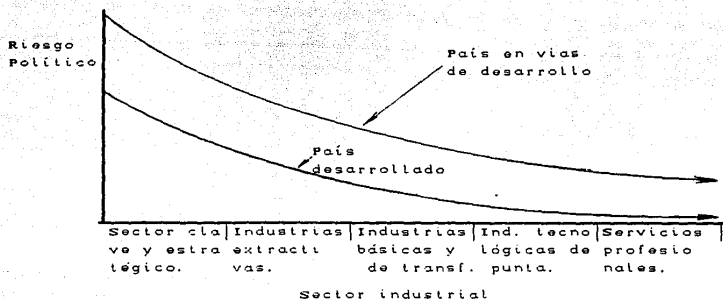 Riesgo
Político
País en vias
de desarrollo
País
desarrollado
Sector cla
ve y estra
tégico.
Industrias
extracti
vas.
Industrias
básicas y
de transf.
Ind. tecno
lógicas de
punta.
Servicios
profesio
nales.
Sector industrial